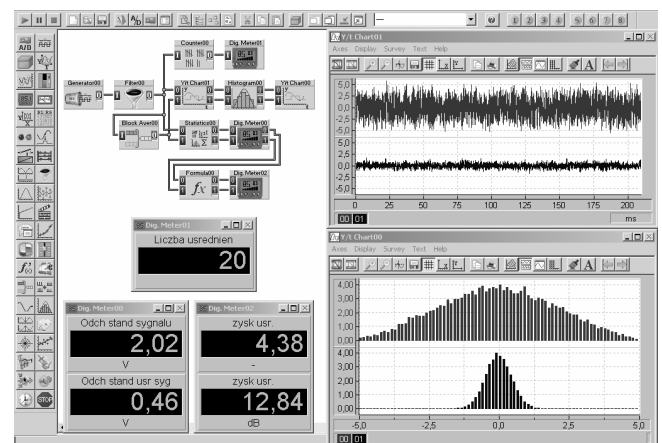 Counter00
Dig. Meter01
Generator00
Filter00
Y/t Chart01
Histogram00
Y/t Chart00
Block Aver00
Statistics00
Dig. Meter00
Formula00
Dig. Meter02
Dig. Meter01
Liczba usrednien
20
Dig. Meter00
Odch stand sygnalu
2,02
V
Odch stand usr syg
0,46
V
Dig. Meter02
zysk usr.
4,38
-
zysk usr.
12,84
dB
Y/t Chart01
Axes Display Survey Text Help
5,0
2,5
0,0
-2,5
-5,0
5,0
2,5
0,0
-2,5
-5,0
0 25 50 75 100 125 150 175 200
00 01
ms
Y/t Chart00
Axes Display Survey Text Help
4,00
3,00
2,00
1,00
0,00
4,00
3,00
2,00
1,00
0,00
-5,0 -2,5 0,0 2,5 5,0
00 01